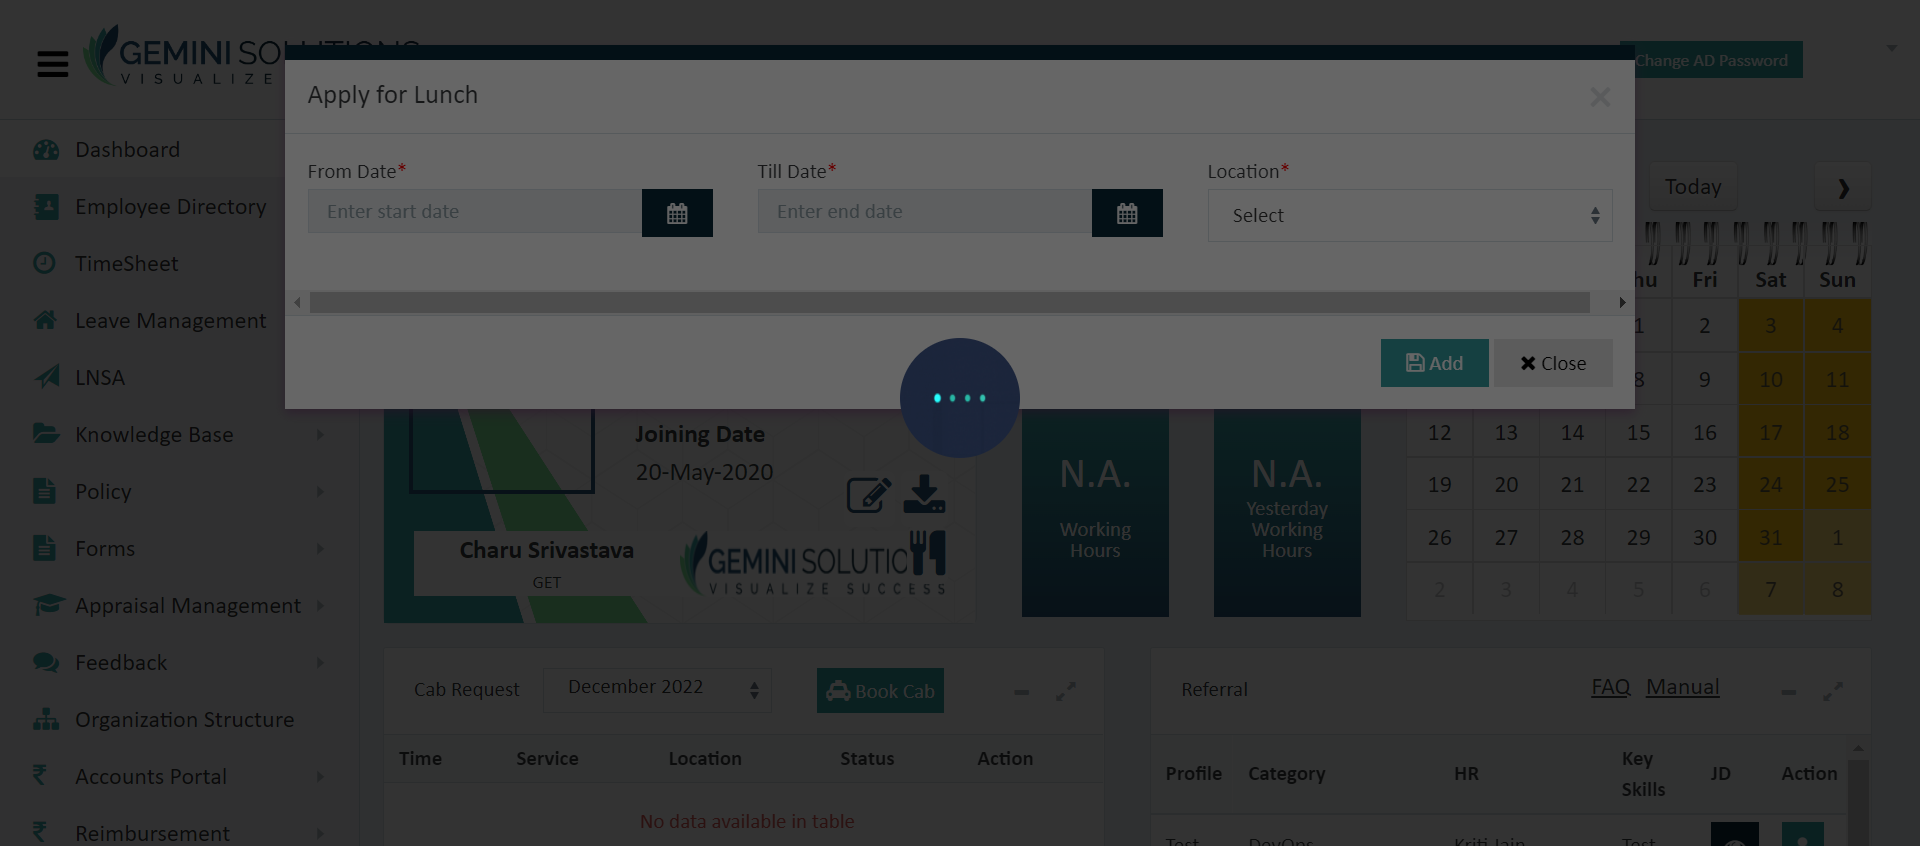 GEMINI SO
VISUALIZE
Change AD Password
Apply for Lunch
From Date*
Till Date*
Location*
Enter start date
Enter end date
Select
Add
Close
Dashboard
Employee Directory
TimeSheet
Leave Management
LNSA
Knowledge Base
Policy
Forms
Appraisal Management
Feedback
Organization Structure
Accounts Portal
Reimbursement
Joining Date
20-May-2020
Charu Srivastava
GET
GEMINI SOLUTIO
VISUALIZE SUCCESS
N.A.
Working
Hours
N.A.
Yesterday
Working
Hours
Today
hu Fri Sat Sun
1 2 3 4
8 9 10 11
12 13 14 15 16 17 18
19 20 21 22 23 24 25
26 27 28 29 30 31 1
2 3 4 5 6 7 8
Cab Request
December 2022
Book Cab
Time Service Location Status Action
No data available in table
Referral
FAQ Manual
Profile Category HR Key Skills JD Action
Test DevOps Kriti Jain Test